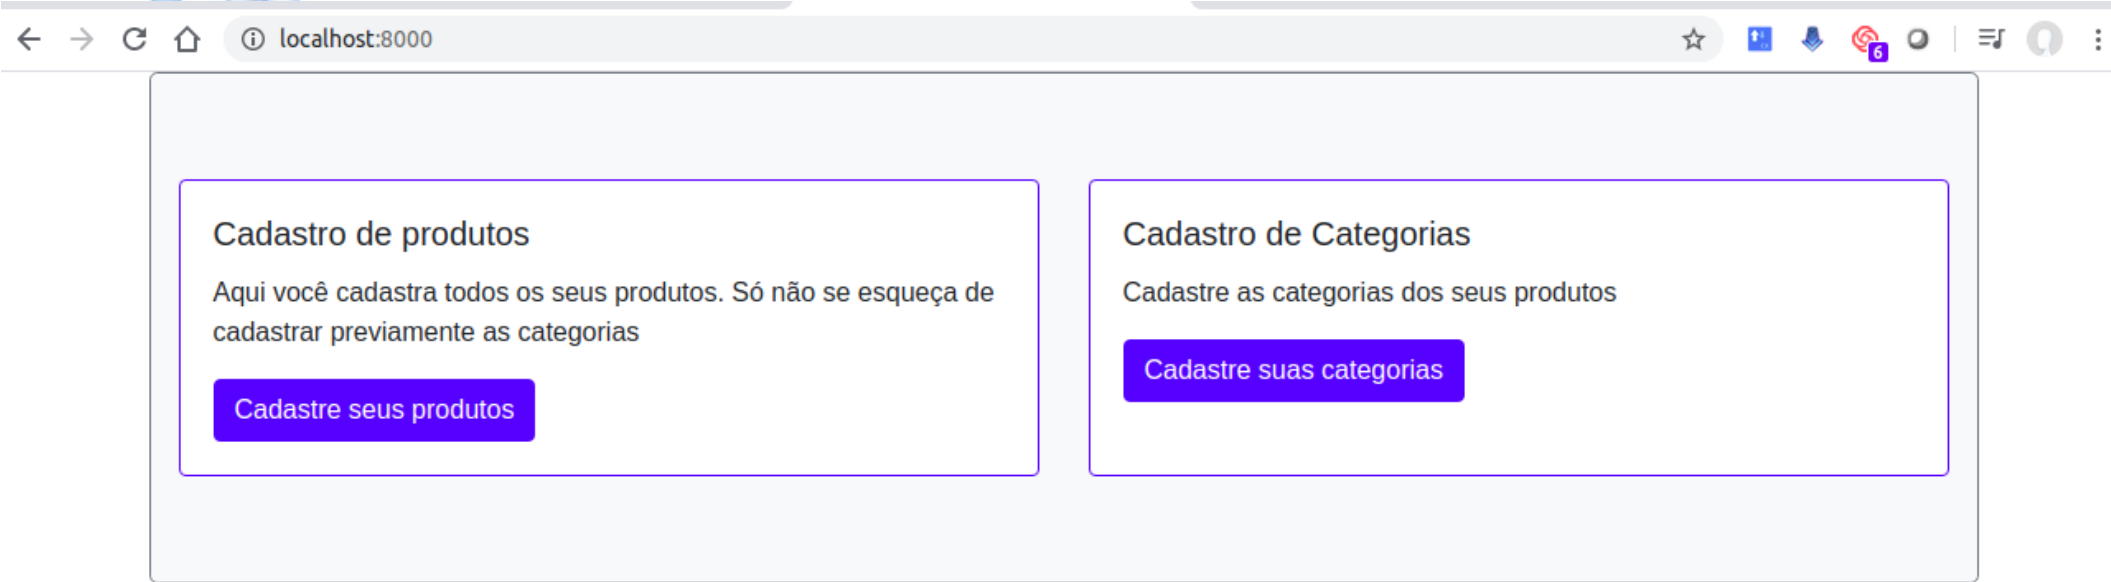 localhost:8000
6
Cadastro de produtos
Aqui você cadastra todos os seus produtos. Só não se esqueça de
cadastrar previamente as categorias
Cadastre seus produtos
Cadastro de Categorias
Cadastre as categorias dos seus produtos
Cadastre suas categorias